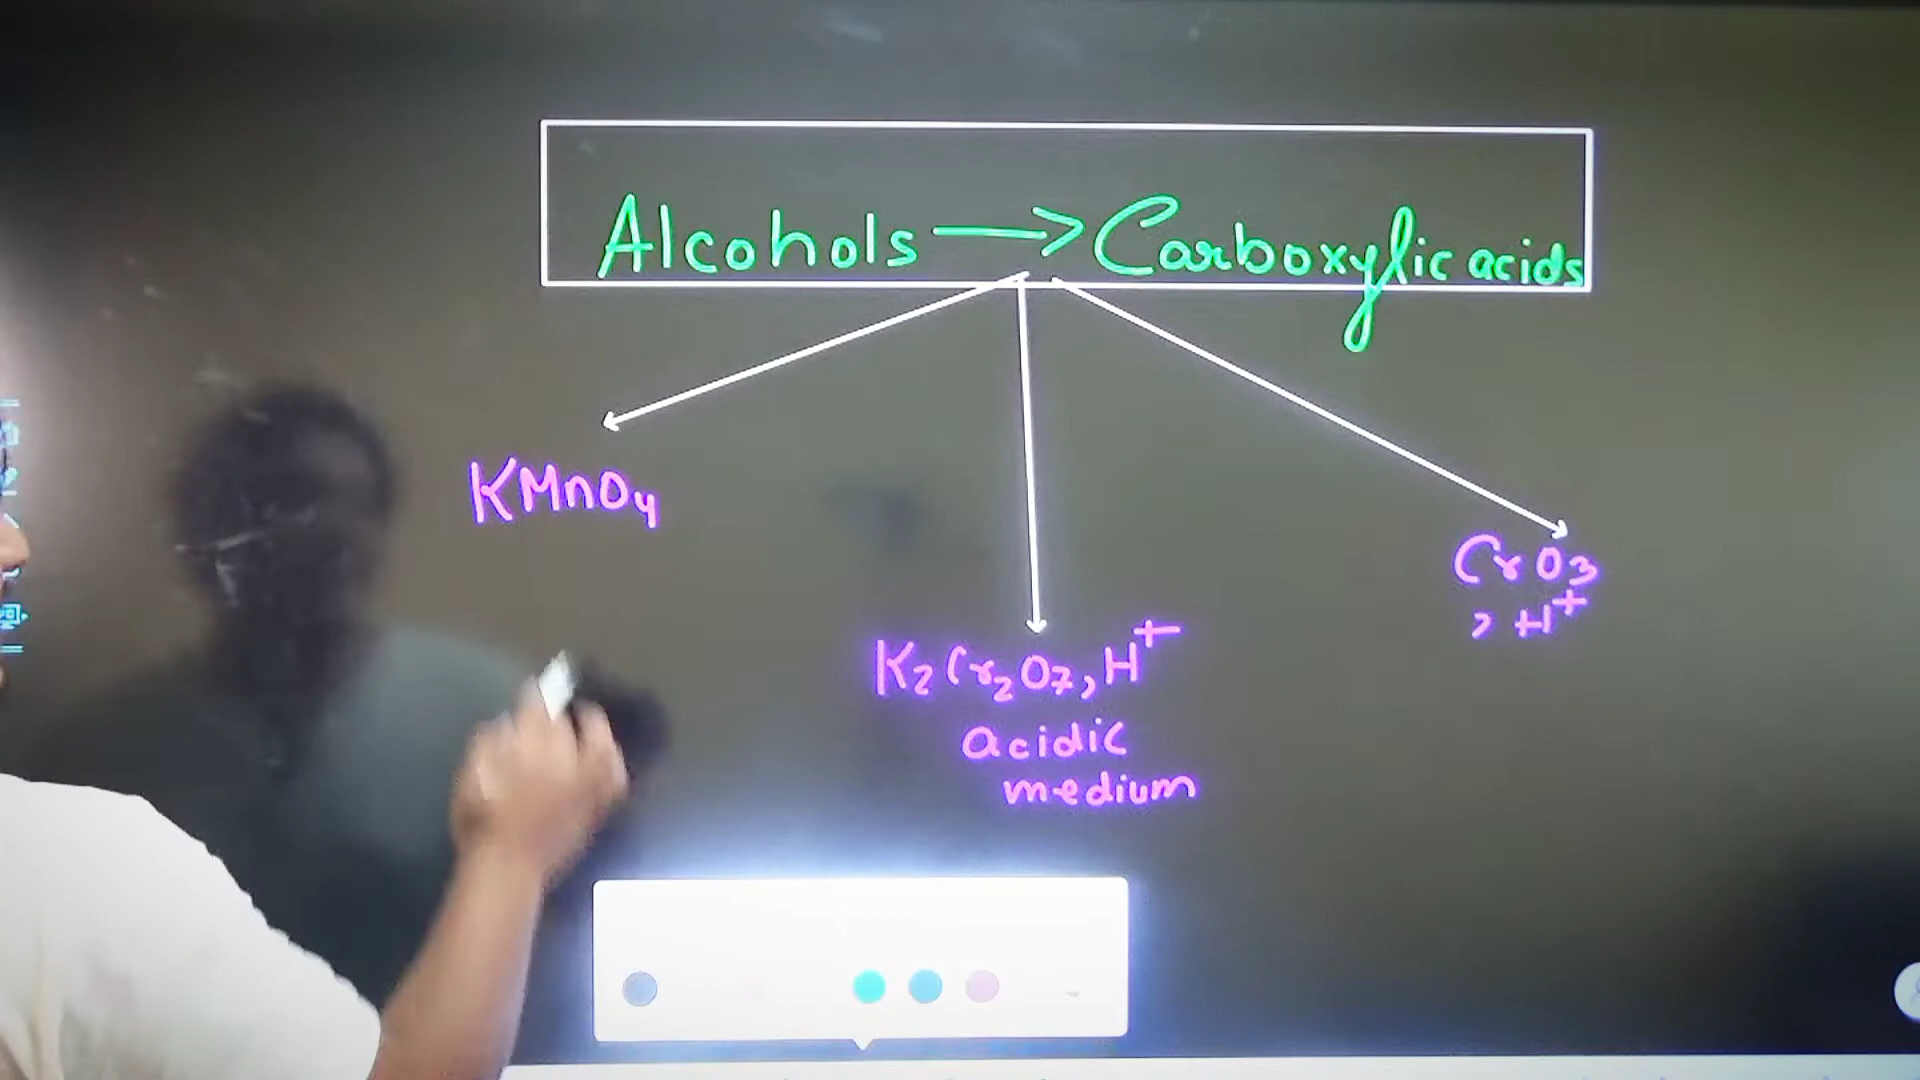 Alcohols → Carboxylic acids
KMnO4
CrO3
, H+
K2Cr2O7, H+
acidic
medium